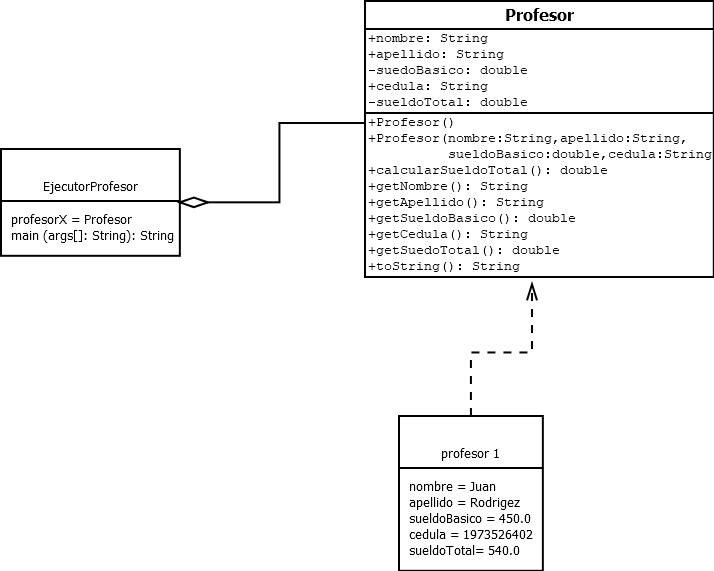 Profesor
+nombre: String
+apellido: String
-suedoBasico: double
+cedula: String
-sueldoTotal: double
+Profesor()
+Profesor(nombre:String,apellido:String,
sueldoBasico:double,cedula:String
+calcularSueldoTotal(): double
+getNombre(): String
+getApellido(): String
+getSueldoBasico(): double
+getCedula(): String
+getSuedoTotal(): double
+toString(): String
EjecutorProfesor
profesorX = Profesor
main (args[]: String): String
profesor 1
nombre = Juan
apellido = Rodrigez
sueldoBasico = 450.0
cedula = 1973526402
sueldoTotal= 540.0